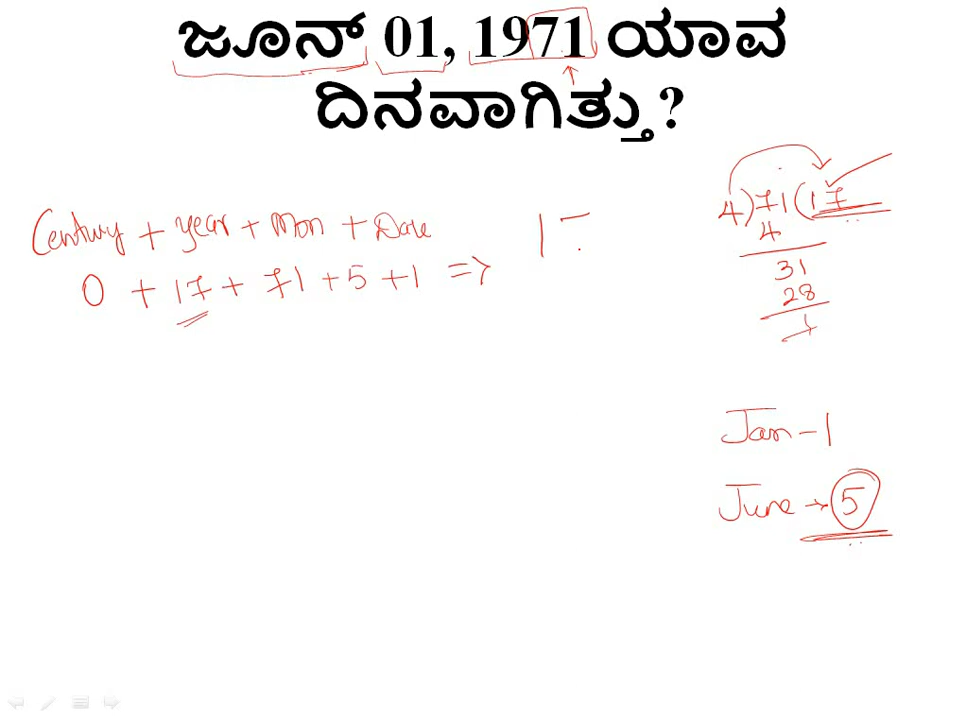 ಜೂನ್ 01, 1971 ಯಾವ
ದಿನವಾಗಿತ್ತು ?
Century + year + Mon + Date
0 + 17 + 71 + 5 + 1 =>
4) 71 ( 17
4
31
28
Jan - 1
June → 5